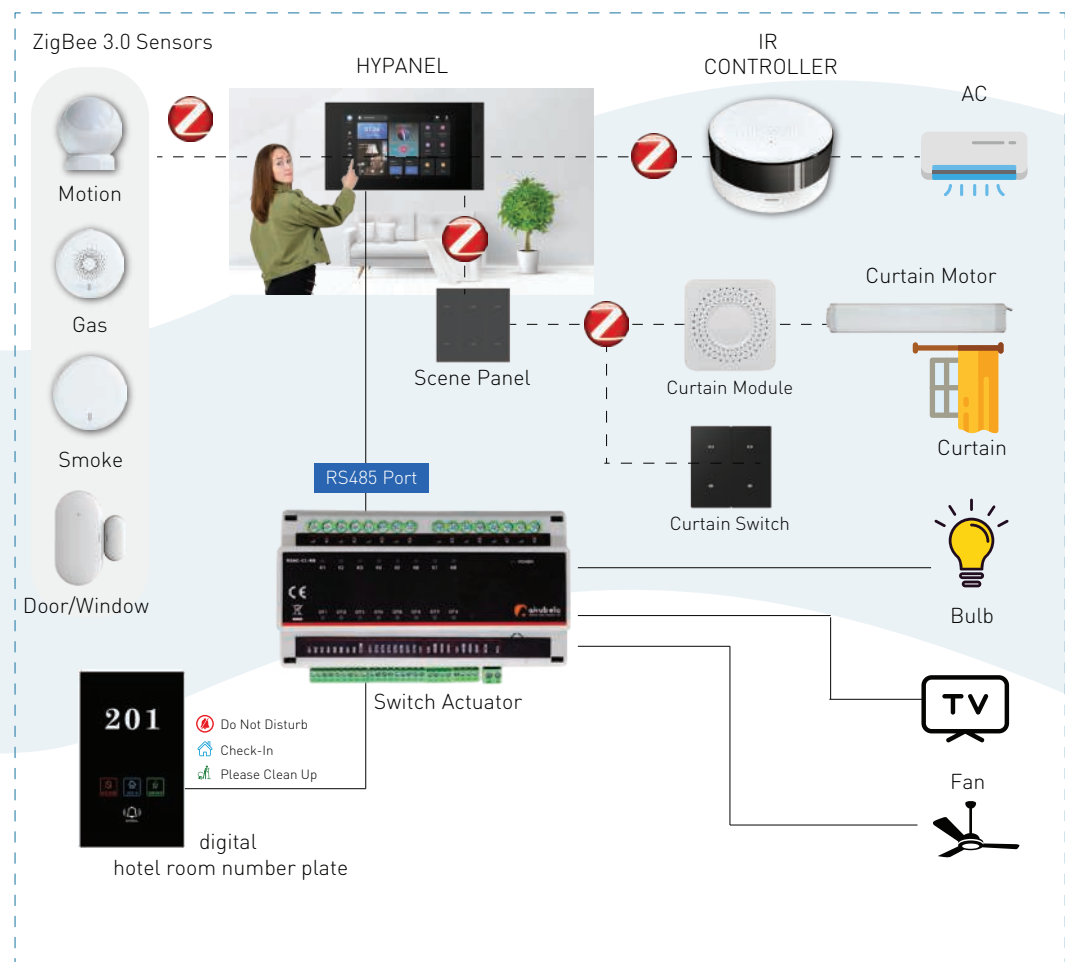 ZigBee 3.0 Sensors
HYPANEL
IR
CONTROLLER
AC
Motion
Gas
Smoke
Door/Window
Scene Panel
Curtain Module
Curtain Motor
Curtain
Curtain Switch
RS485 Port
CE
Switch Actuator
Bulb
TV
Fan
201
Do Not Disturb
Check-In
Please Clean Up
digital
hotel room number plate